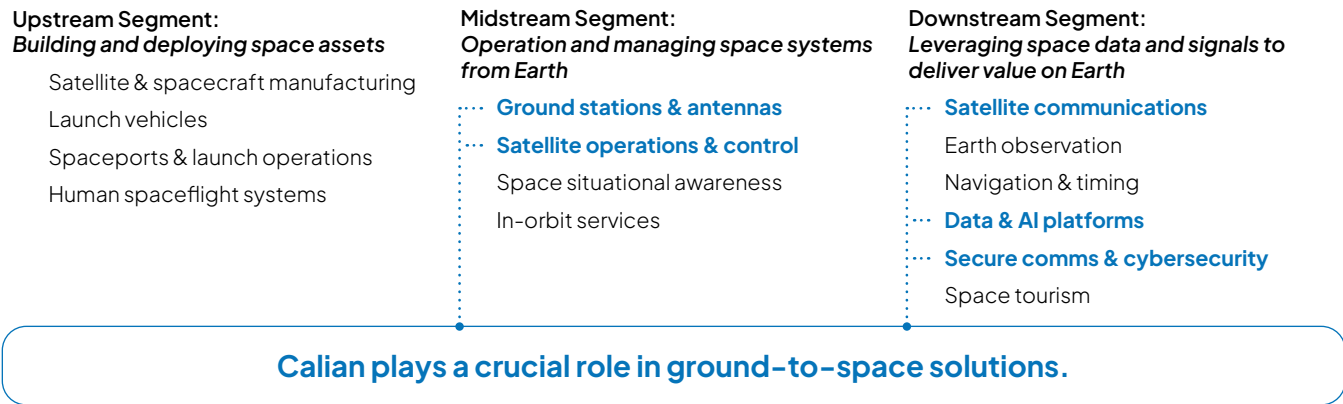 Upstream Segment:
Building and deploying space assets
Satellite & spacecraft manufacturing
Launch vehicles
Spaceports & launch operations
Human spaceflight systems
Midstream Segment:
Operation and managing space systems
from Earth
Ground stations & antennas
Satellite operations & control
Space situational awareness
In-orbit services
Downstream Segment:
Leveraging space data and signals to
deliver value on Earth
Satellite communications
Earth observation
Navigation & timing
Data & AI platforms
Secure comms & cybersecurity
Space tourism
Calian plays a crucial role in ground-to-space solutions.